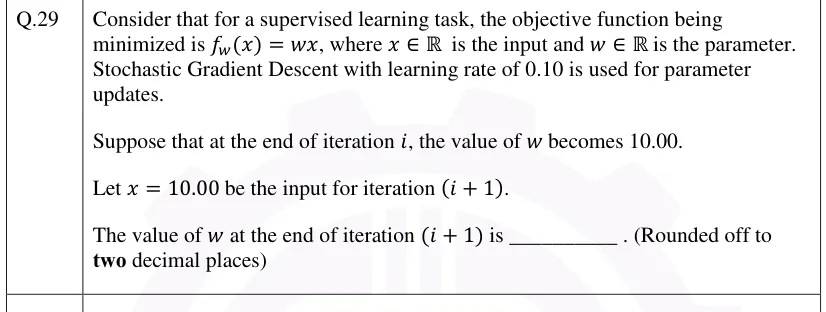 Q.29 Consider that for a supervised learning task, the objective function being
minimized is 𝑓𝑤(𝑥) = 𝑤𝑥, where 𝑥 ∈ ℝ is the input and 𝑤 ∈ ℝ is the parameter.
Stochastic Gradient Descent with learning rate of 0.10 is used for parameter
updates.
Suppose that at the end of iteration 𝑖, the value of 𝑤 becomes 10.00.
Let 𝑥 = 10.00 be the input for iteration (𝑖 + 1).
The value of 𝑤 at the end of iteration (𝑖 + 1) is ___________ . (Rounded off to
two decimal places)